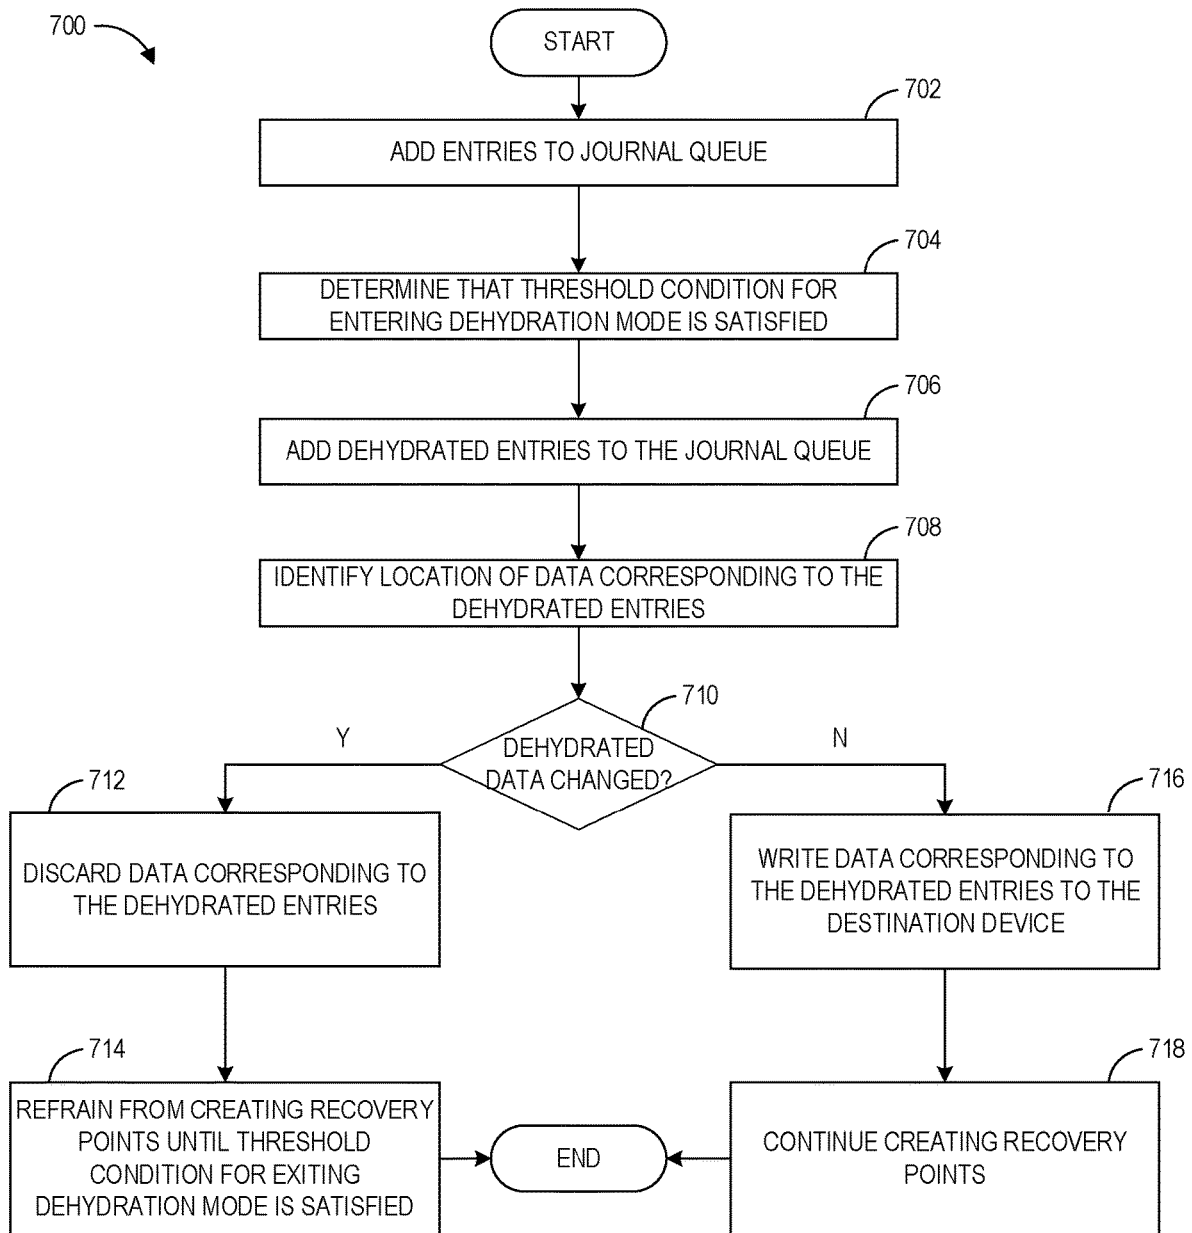 700
START
702
ADD ENTRIES TO JOURNAL QUEUE
704
DETERMINE THAT THRESHOLD CONDITION FOR
ENTERING DEHYDRATION MODE IS SATISFIED
706
ADD DEHYDRATED ENTRIES TO THE JOURNAL QUEUE
708
IDENTIFY LOCATION OF DATA CORRESPONDING TO THE
DEHYDRATED ENTRIES
710
DEHYDRATED
DATA CHANGED?
Y
N
712
DISCARD DATA CORRESPONDING TO
THE DEHYDRATED ENTRIES
716
WRITE DATA CORRESPONDING TO
THE DEHYDRATED ENTRIES TO THE
DESTINATION DEVICE
714
REFRAIN FROM CREATING RECOVERY
POINTS UNTIL THRESHOLD
CONDITION FOR EXITING
DEHYDRATION MODE IS SATISFIED
END
718
CONTINUE CREATING RECOVERY
POINTS